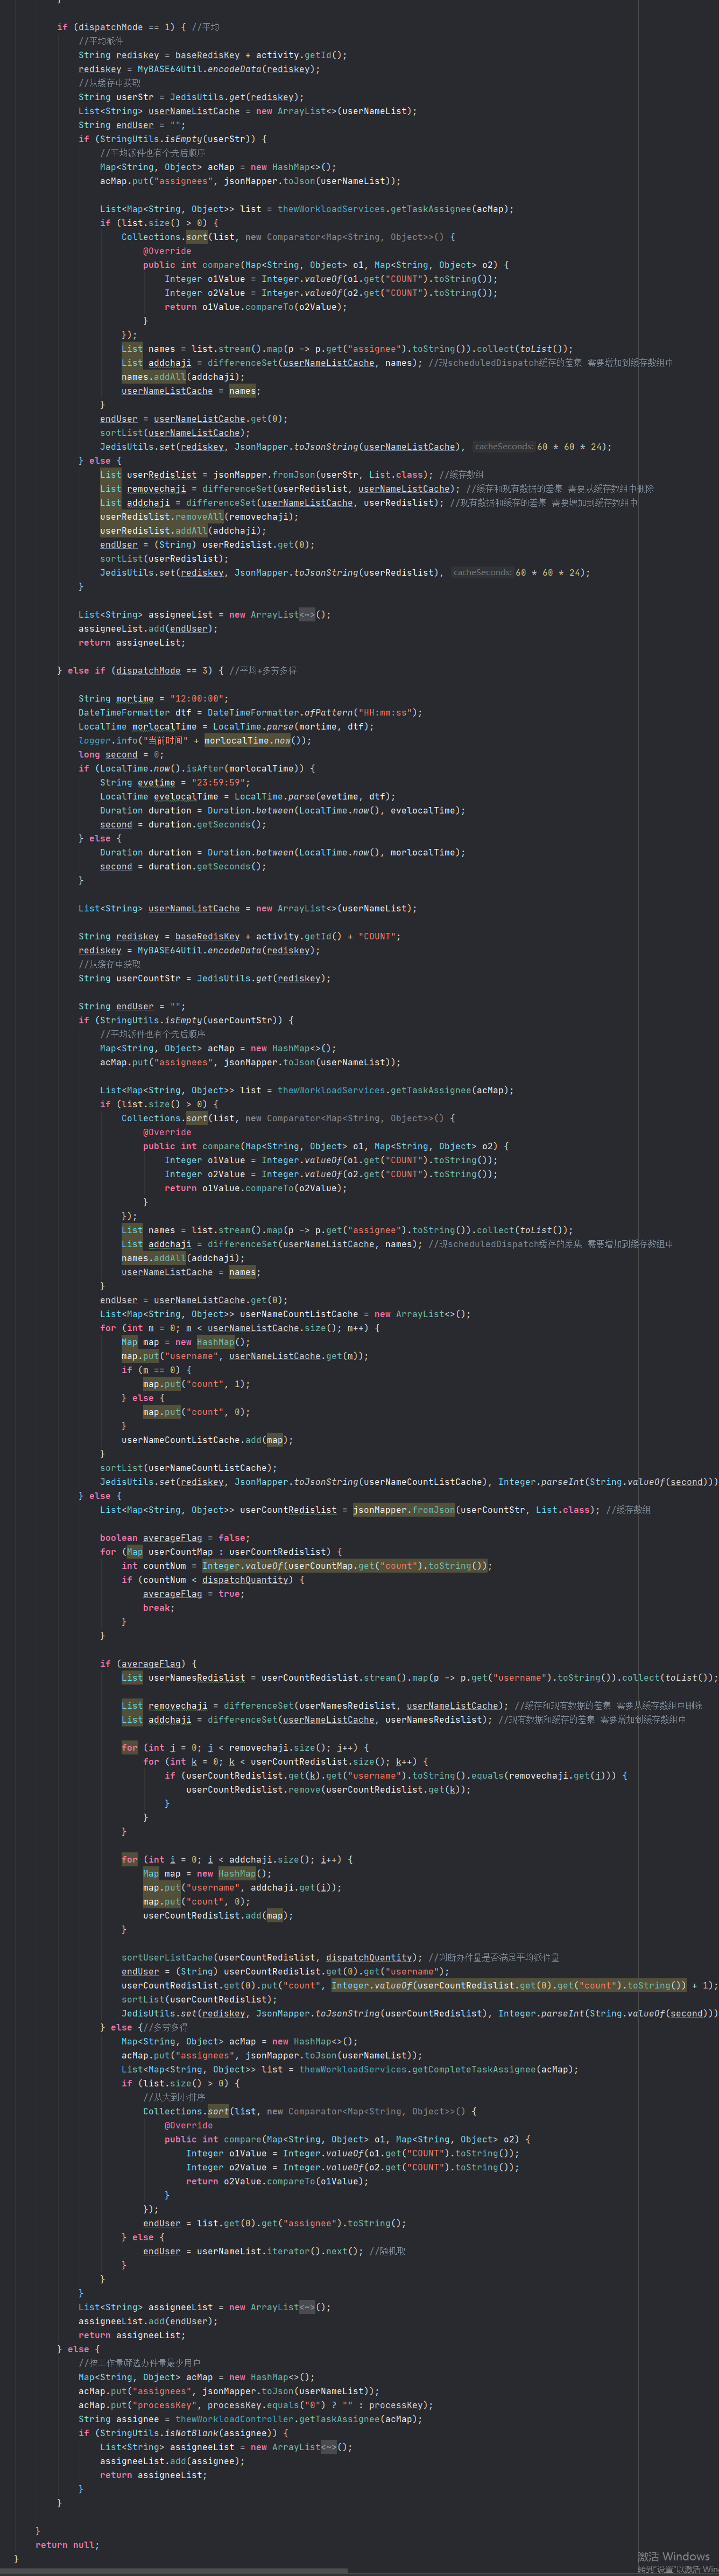 }
if (dispatchMode == 1) { //平均
//平均派件
String rediskey = baseRedisKey + activity.getId();
rediskey = MyBASE64Util.encodeData(rediskey);
//从缓存中获取
String userStr = JedisUtils.get(rediskey);
List<String> userNameListCache = new ArrayList<>(userNameList);
String endUser = "";
if (StringUtils.isEmpty(userStr)) {
//平均派件也有个先后顺序
Map<String, Object> acMap = new HashMap<>();
acMap.put("assignees", jsonMapper.toJson(userNameList));
List<Map<String, Object>> list = thewWorkloadServices.getTaskAssignee(acMap);
if (list.size() > 0) {
Collections.sort(list, new Comparator<Map<String, Object>>() {
@Override
public int compare(Map<String, Object> o1, Map<String, Object> o2) {
Integer o1Value = Integer.valueOf(o1.get("COUNT").toString());
Integer o2Value = Integer.valueOf(o2.get("COUNT").toString());
return o1Value.compareTo(o2Value);
}
});
List names = list.stream().map(p -> p.get("assignee").toString()).collect(toList());
List addchaji = differenceSet(userNameListCache, names); //现scheduledDispatch缓存的差集 需要增加到缓存数组中
names.addAll(addchaji);
userNameListCache = names;
}
endUser = userNameListCache.get(0);
sortList(userNameListCache);
JedisUtils.set(rediskey, JsonMapper.toJsonString(userNameListCache), cacheSeconds: 60 * 60 * 24);
} else {
List userRedislist = jsonMapper.fromJson(userStr, List.class); //缓存数组
List removechaji = differenceSet(userRedislist, userNameListCache); //缓存和现有数据的差集 需要从缓存数组中删除
List addchaji = differenceSet(userNameListCache, userRedislist); //现有数据和缓存的差集 需要增加到缓存数组中
userRedislist.removeAll(removechaji);
userRedislist.addAll(addchaji);
endUser = (String) userRedislist.get(0);
sortList(userRedislist);
JedisUtils.set(rediskey, JsonMapper.toJsonString(userRedislist), cacheSeconds: 60 * 60 * 24);
}
List<String> assigneeList = new ArrayList<~>();
assigneeList.add(endUser);
return assigneeList;
} else if (dispatchMode == 3) { //平均+多劳多得
String mortime = "12:00:00";
DateTimeFormatter dtf = DateTimeFormatter.ofPattern("HH:mm:ss");
LocalTime morlocalTime = LocalTime.parse(mortime, dtf);
logger.info("当前时间" + morlocalTime.now());
long second = 0;
if (LocalTime.now().isAfter(morlocalTime)) {
String evetime = "23:59:59";
LocalTime evelocalTime = LocalTime.parse(evetime, dtf);
Duration duration = Duration.between(LocalTime.now(), evelocalTime);
second = duration.getSeconds();
} else {
Duration duration = Duration.between(LocalTime.now(), morlocalTime);
second = duration.getSeconds();
}
List<String> userNameListCache = new ArrayList<>(userNameList);
String rediskey = baseRedisKey + activity.getId() + "COUNT";
rediskey = MyBASE64Util.encodeData(rediskey);
//从缓存中获取
String userCountStr = JedisUtils.get(rediskey);
String endUser = "";
if (StringUtils.isEmpty(userCountStr)) {
//平均派件也有个先后顺序
Map<String, Object> acMap = new HashMap<>();
acMap.put("assignees", jsonMapper.toJson(userNameList));
List<Map<String, Object>> list = thewWorkloadServices.getTaskAssignee(acMap);
if (list.size() > 0) {
Collections.sort(list, new Comparator<Map<String, Object>>() {
@Override
public int compare(Map<String, Object> o1, Map<String, Object> o2) {
Integer o1Value = Integer.valueOf(o1.get("COUNT").toString());
Integer o2Value = Integer.valueOf(o2.get("COUNT").toString());
return o1Value.compareTo(o2Value);
}
});
List names = list.stream().map(p -> p.get("assignee").toString()).collect(toList());
List addchaji = differenceSet(userNameListCache, names); //现scheduledDispatch缓存的差集 需要增加到缓存数组中
names.addAll(addchaji);
userNameListCache = names;
}
endUser = userNameListCache.get(0);
List<Map<String, Object>> userNameCountListCache = new ArrayList<>();
for (int m = 0; m < userNameListCache.size(); m++) {
Map map = new HashMap();
map.put("username", userNameListCache.get(m));
if (m == 0) {
map.put("count", 1);
} else {
map.put("count", 0);
}
userNameCountListCache.add(map);
}
sortList(userNameCountListCache);
JedisUtils.set(rediskey, JsonMapper.toJsonString(userNameCountListCache), Integer.parseInt(String.valueOf(second)))
} else {
List<Map<String, Object>> userCountRedislist = jsonMapper.fromJson(userCountStr, List.class); //缓存数组
boolean averageFlag = false;
for (Map userCountMap : userCountRedislist) {
int countNum = Integer.valueOf(userCountMap.get("count").toString());
if (countNum < dispatchQuantity) {
averageFlag = true;
break;
}
}
if (averageFlag) {
List userNamesRedislist = userCountRedislist.stream().map(p -> p.get("username").toString()).collect(toList());
List removechaji = differenceSet(userNamesRedislist, userNameListCache); //缓存和现有数据的差集 需要从缓存数组中删除
List addchaji = differenceSet(userNameListCache, userNamesRedislist); //现有数据和缓存的差集 需要增加到缓存数组中
for (int j = 0; j < removechaji.size(); j++) {
for (int k = 0; k < userCountRedislist.size(); k++) {
if (userCountRedislist.get(k).get("username").toString().equals(removechaji.get(j))) {
userCountRedislist.remove(userCountRedislist.get(k));
}
}
}
for (int i = 0; i < addchaji.size(); i++) {
Map map = new HashMap();
map.put("username", addchaji.get(i));
map.put("count", 0);
userCountRedislist.add(map);
}
sortUserListCache(userCountRedislist, dispatchQuantity); //判断办件量是否满足平均派件量
endUser = (String) userCountRedislist.get(0).get("username");
userCountRedislist.get(0).put("count", Integer.valueOf(userCountRedislist.get(0).get("count").toString()) + 1);
sortList(userCountRedislist);
JedisUtils.set(rediskey, JsonMapper.toJsonString(userCountRedislist), Integer.parseInt(String.valueOf(second)))
} else {//多劳多得
Map<String, Object> acMap = new HashMap<>();
acMap.put("assignees", jsonMapper.toJson(userNameList));
List<Map<String, Object>> list = thewWorkloadServices.getCompleteTaskAssignee(acMap);
if (list.size() > 0) {
//从大到小排序
Collections.sort(list, new Comparator<Map<String, Object>>() {
@Override
public int compare(Map<String, Object> o1, Map<String, Object> o2) {
Integer o1Value = Integer.valueOf(o1.get("COUNT").toString());
Integer o2Value = Integer.valueOf(o2.get("COUNT").toString());
return o2Value.compareTo(o1Value);
}
});
endUser = list.get(0).get("assignee").toString();
} else {
endUser = userNameList.iterator().next(); //随机取
}
}
}
List<String> assigneeList = new ArrayList<~>();
assigneeList.add(endUser);
return assigneeList;
} else {
//按工作量筛选办件量最少用户
Map<String, Object> acMap = new HashMap<>();
acMap.put("assignees", jsonMapper.toJson(userNameList));
acMap.put("processKey", processKey.equals("0") ? "" : processKey);
String assignee = thewWorkloadController.getTaskAssignee(acMap);
if (StringUtils.isNotBlank(assignee)) {
List<String> assigneeList = new ArrayList<~>();
assigneeList.add(assignee);
return assigneeList;
}
}
}
return null;
}
激活 Windows
转到"设置"以激活 Win